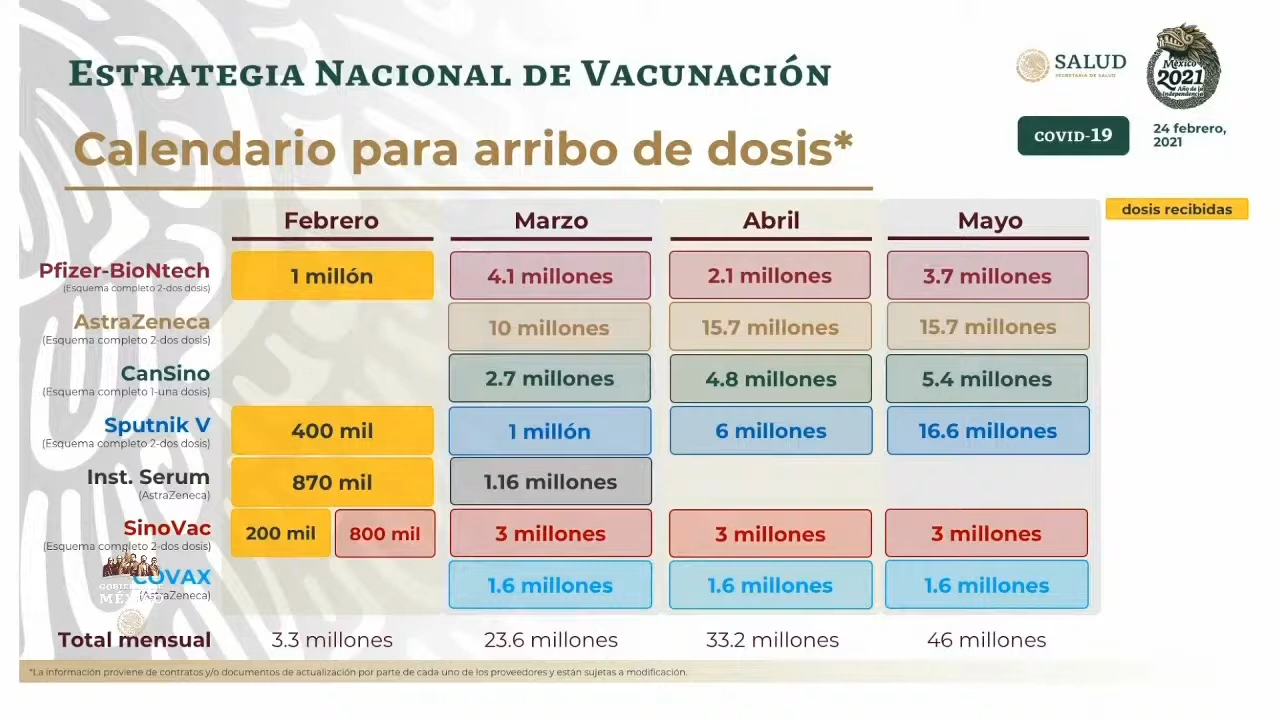 ESTRATEGIA NACIONAL DE VACUNACIÓN
SALUD
SECRETARÍA DE SALUD
México
2021
Año de la
Independencia
Calendario para arribo de dosis*
COVID-19
24 febrero,
2021
dosis recibidas
Febrero Marzo Abril Mayo
Pfizer-BioNtech 1 millón 4.1 millones 2.1 millones 3.7 millones
(Esquema completo 2-dos dosis)
AstraZeneca 10 millones 15.7 millones 15.7 millones
(Esquema completo 2-dos dosis)
CanSino 2.7 millones 4.8 millones 5.4 millones
(Esquema completo 1-una dosis)
Sputnik V 400 mil 1 millón 6 millones 16.6 millones
(Esquema completo 2-dos dosis)
Inst. Serum 870 mil 1.16 millones
(AstraZeneca)
SinoVac 200 mil 800 mil 3 millones 3 millones 3 millones
(Esquema completo 2-dos dosis)
COVAX 1.6 millones 1.6 millones 1.6 millones
(AstraZeneca)
MÉXICO
Total mensual 3.3 millones 23.6 millones 33.2 millones 46 millones
*La información proviene de contratos y/o documentos de actualización por parte de cada uno de los proveedores y están sujetas a modificación.